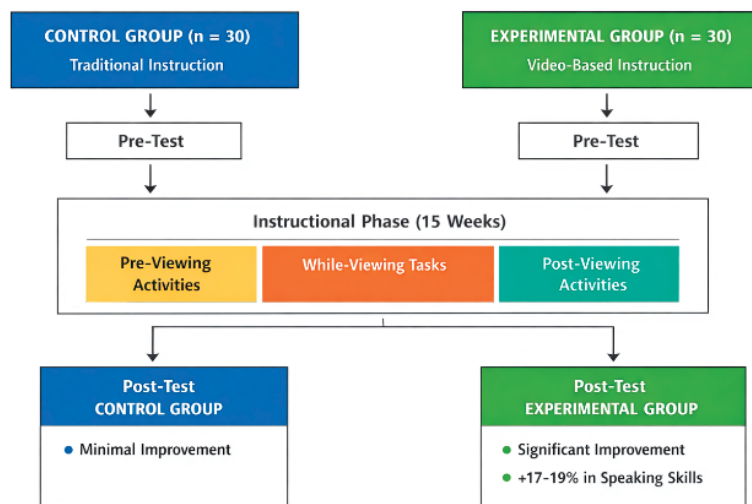 CONTROL GROUP (n = 30)
Traditional Instruction
EXPERIMENTAL GROUP (n = 30)
Video-Based Instruction
Pre-Test
Pre-Test
Instructional Phase (15 Weeks)
Pre-Viewing
Activities
While-Viewing Tasks
Post-Viewing
Activities
Post-Test
CONTROL GROUP
• Minimal Improvement
Post-Test
EXPERIMENTAL GROUP
• Significant Improvement
• +17-19% in Speaking Skills